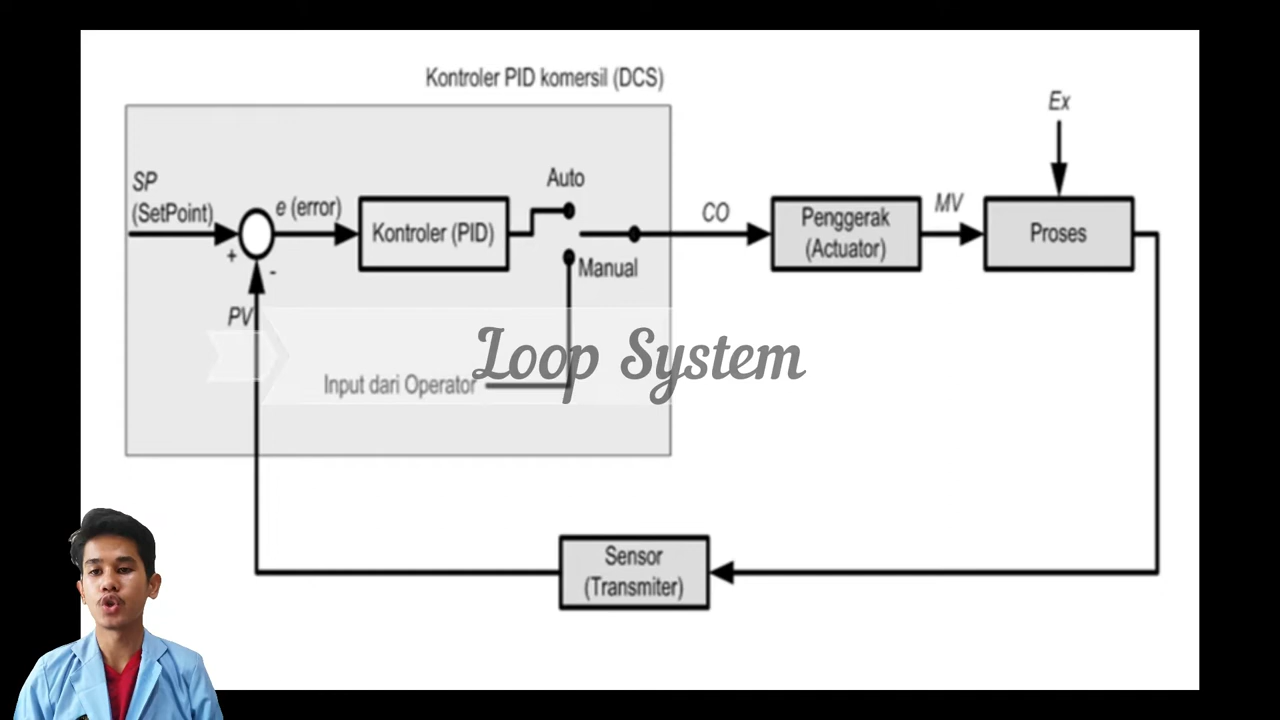 Kontroler PID komersil (DCS)
Ex
Auto
SP
(SetPoint)
e (error)
CO
MV
Kontroler (PID)
Penggerak
(Actuator)
Proses
+
-
Manual
PV
Loop System
Input dari Operator
Sensor
(Transmiter)